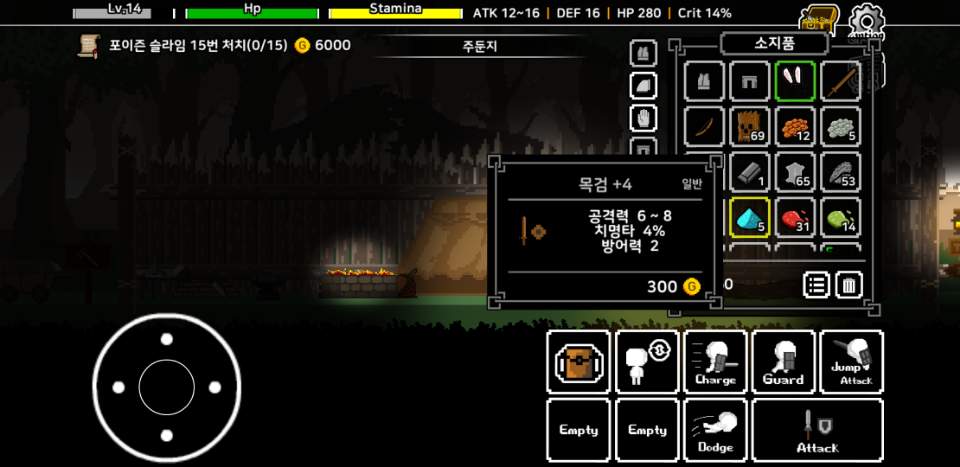 Lv.14 Hp Stamina ATK 12~16 | DEF 16 | HP 280 | Crit 14%
포이즌 슬라임 15번 처치(0/15) G 6000
주둔지
소지품
69 12 5
1 65 53
목검 +4 일반
공격력 6 ~ 8
치명타 4%
방어력 2
5 31 14
300 G
Charge Guard Jump Attack
Empty Empty Dodge Attack